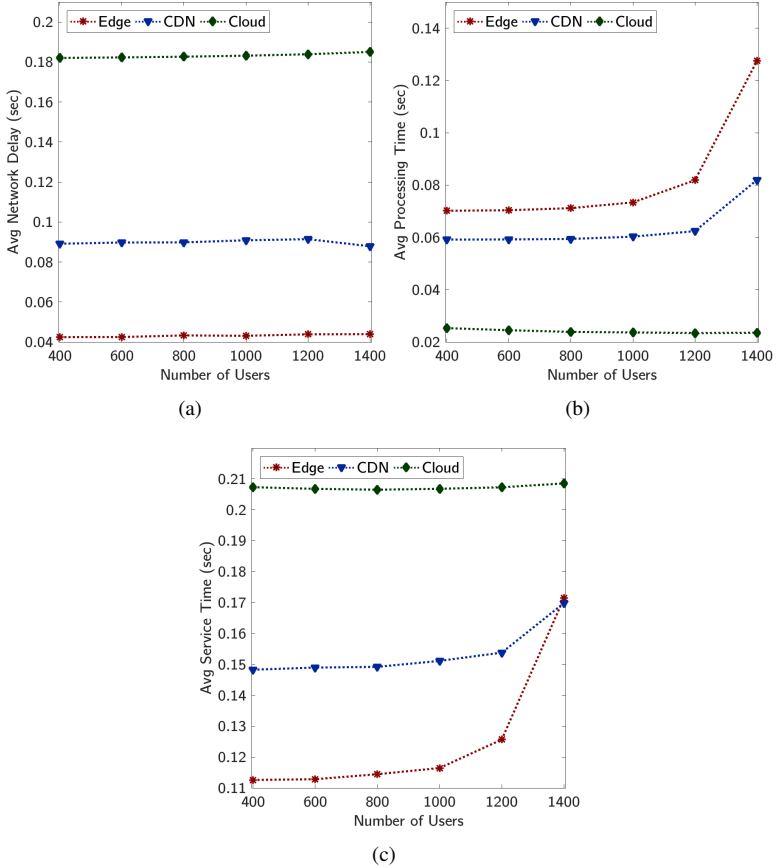 Edge CDN Cloud
0.2
0.18
0.16
0.14
0.12
0.1
0.08
0.06
0.04
Avg Network Delay (sec)
400 600 800 1000 1200 1400
Number of Users
(a)
Edge CDN Cloud
0.14
0.12
0.1
0.08
0.06
0.04
0.02
Avg Processing Time (sec)
400 600 800 1000 1200 1400
Number of Users
(b)
Edge CDN Cloud
0.21
0.2
0.19
0.18
0.17
0.16
0.15
0.14
0.13
0.12
0.11
Avg Service Time (sec)
400 600 800 1000 1200 1400
Number of Users
(c)